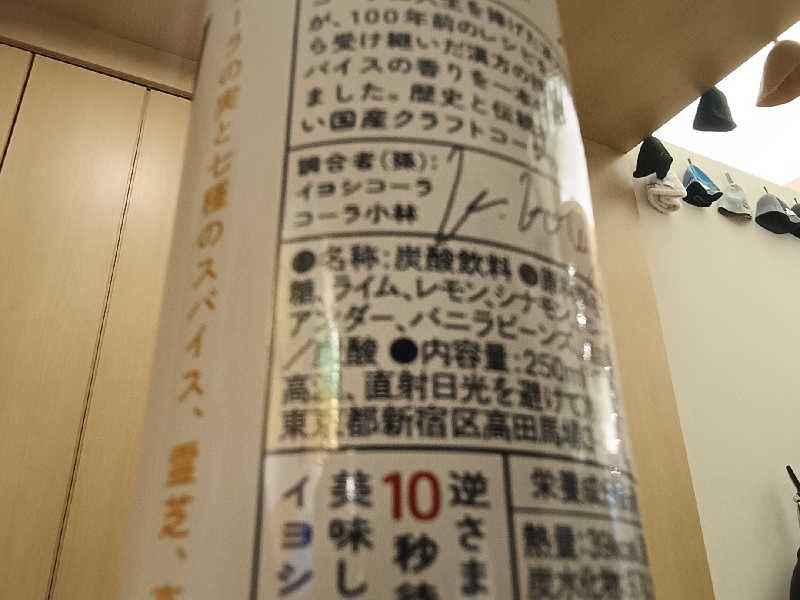 が、100年前のレシピを
ら受け継いだ漢方の
パイスの香りを一本
ました。歴史と伝統
い国産クラフトコー
調合者(孫):
イヨシコーラ
コーラ小林
●名称:炭酸飲料 ●
糖、ライム、レモン、シナモン、
アンダー、バニラビーンズ、
酸 ●内容量:250ml
、直射日光を避けて
東京都新宿区高田馬場
逆さま
10秒待
美味し
イヨシ
栄養成
熱量:39kcal
炭水化物:
ーラの実と七種のスパイス、霊芝、